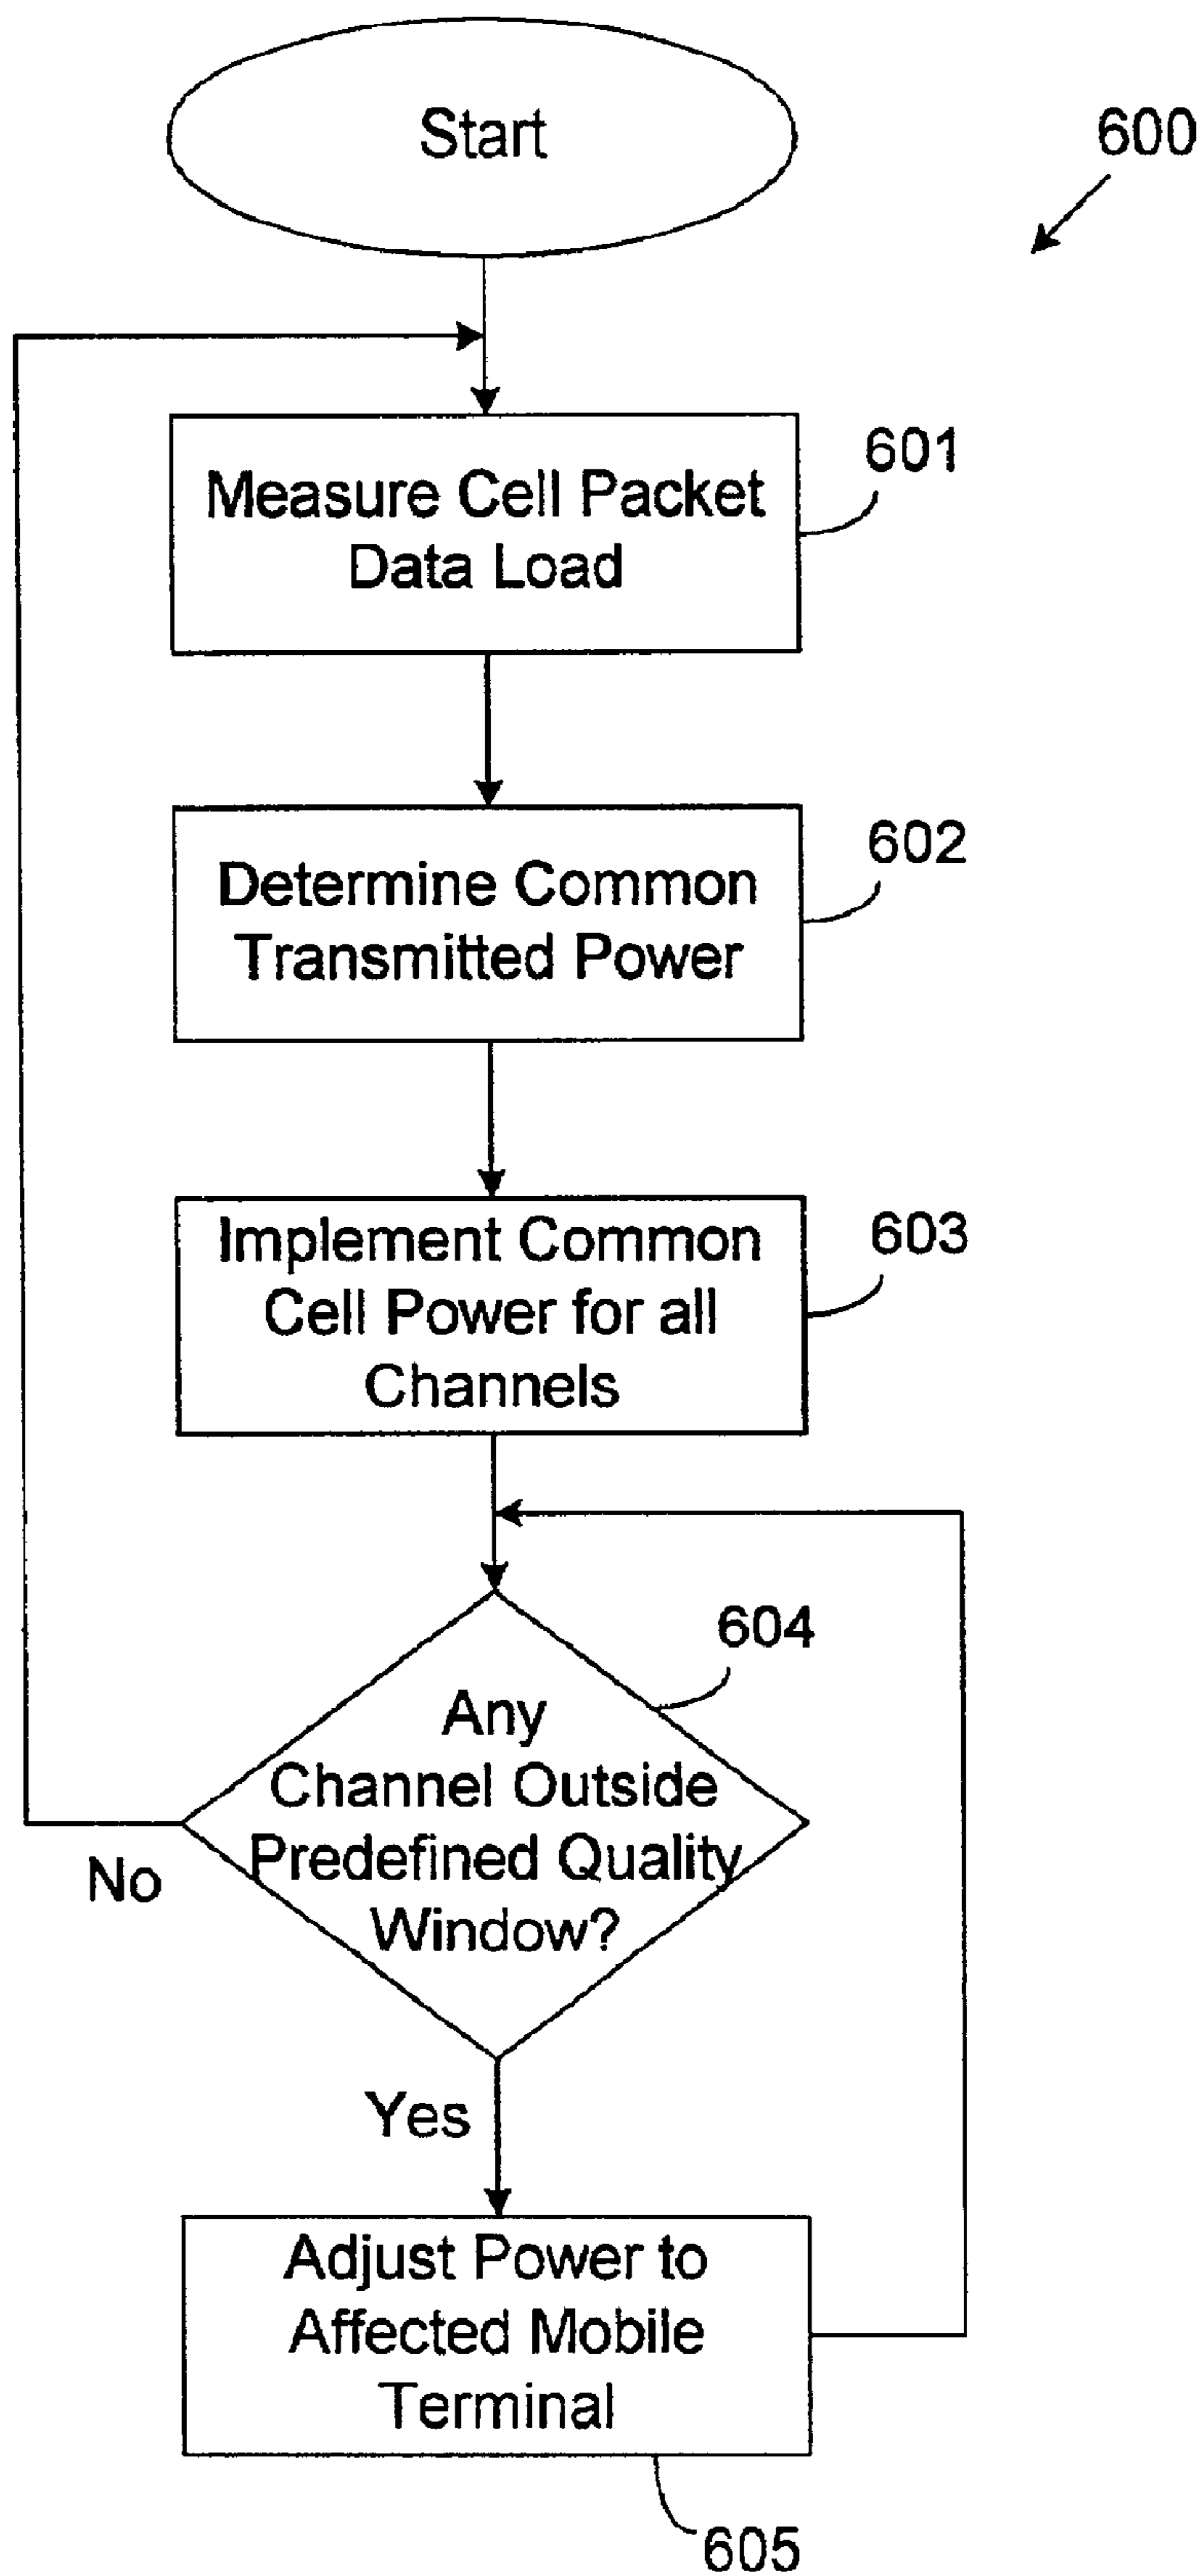 Start
600
Measure Cell Packet
Data Load
601
Determine Common
Transmitted Power
602
Implement Common
Cell Power for all
Channels
603
Any
Channel Outside
Predefined Quality
Window?
604
No
Yes
Adjust Power to
Affected Mobile
Terminal
605